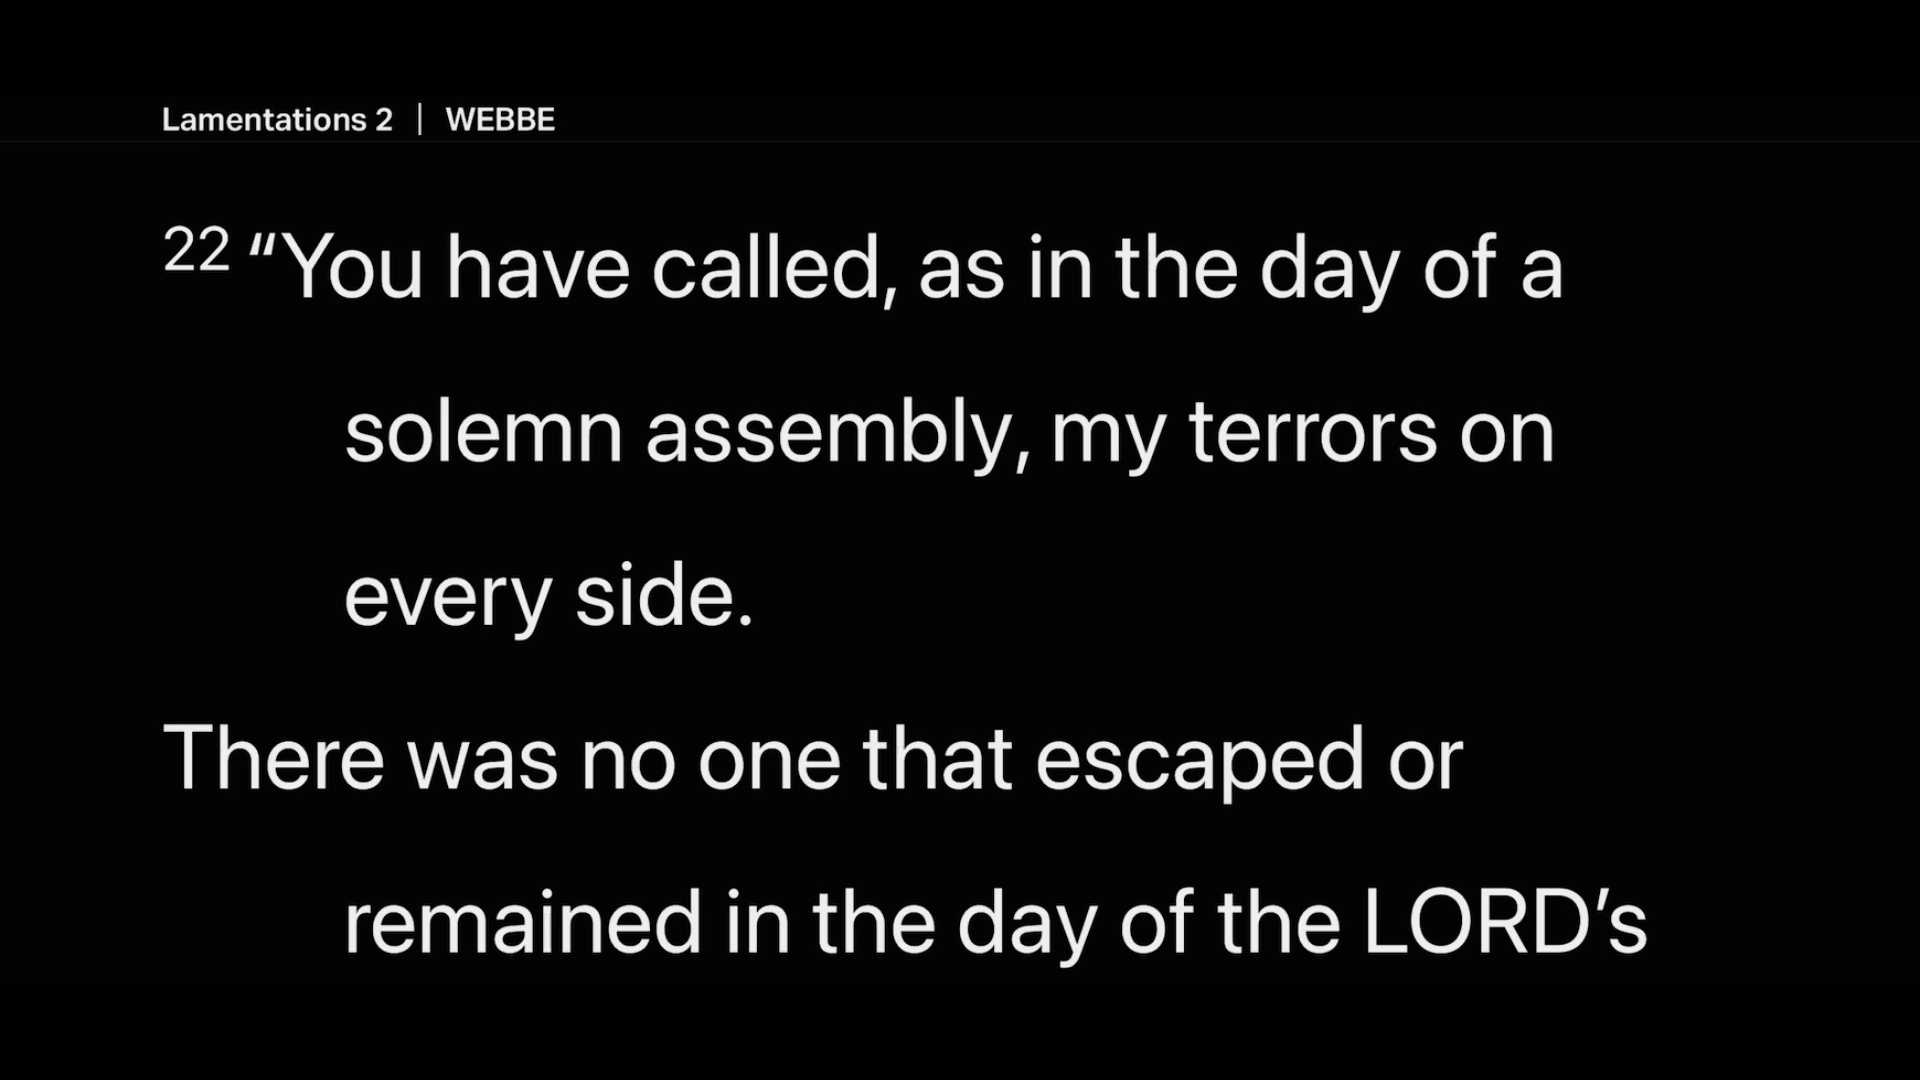 Lamentations 2 | WEBBE
22 “You have called, as in the day of a
solemn assembly, my terrors on
every side.
There was no one that escaped or
remained in the day of the LORD’s